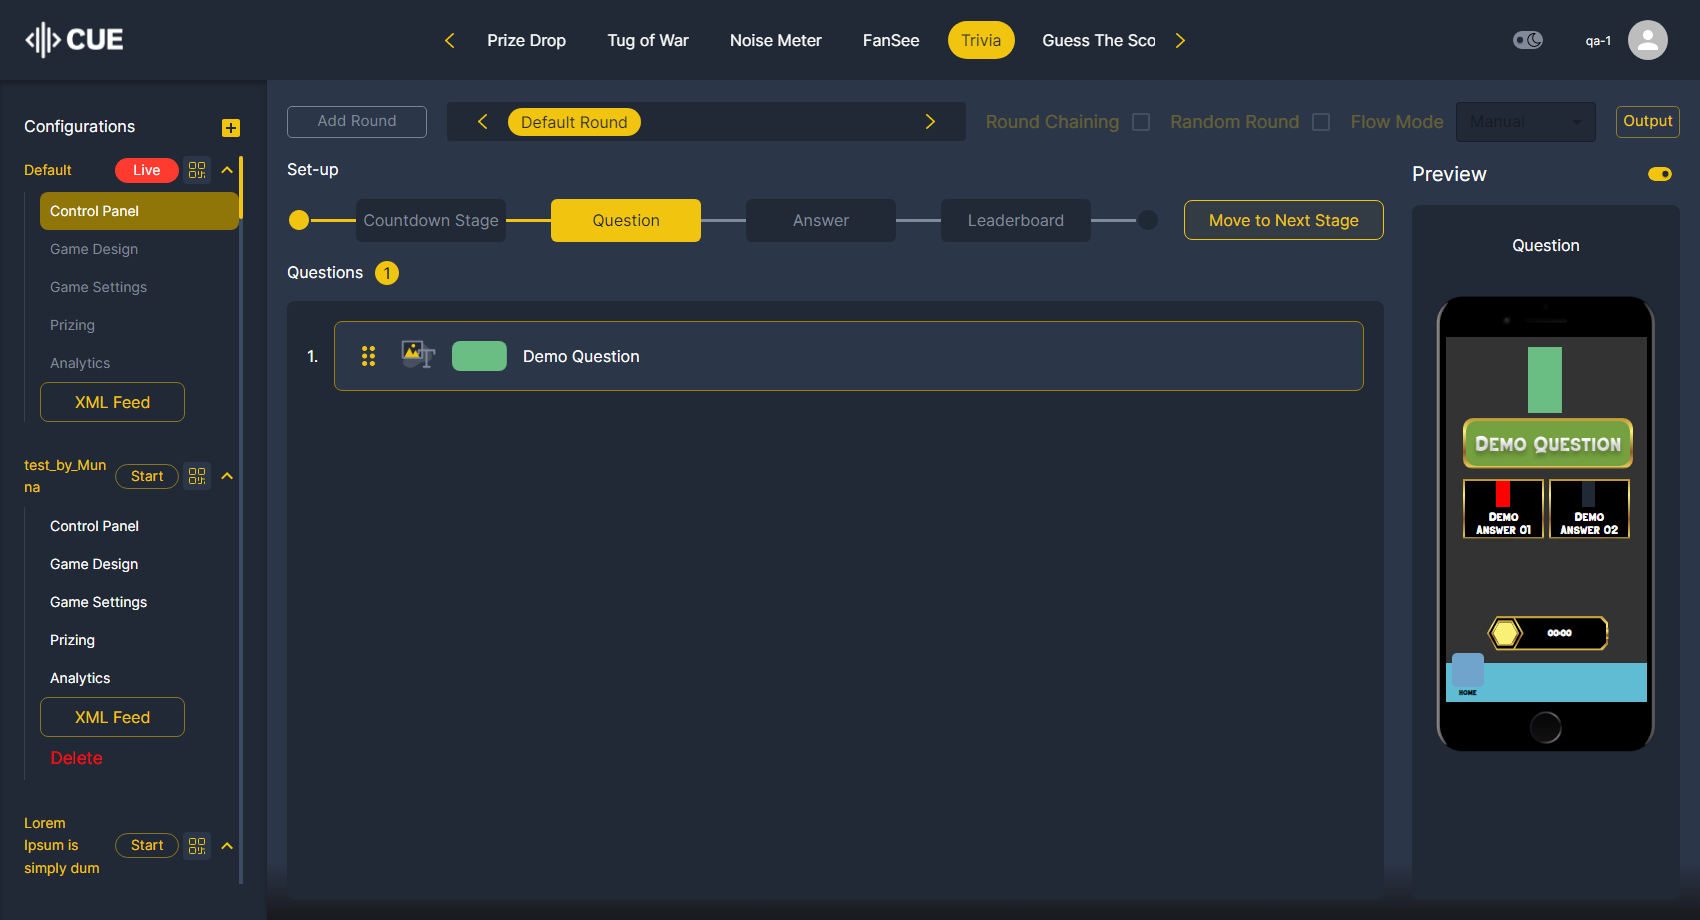 CUE
Prize Drop
Tug of War
Noise Meter
FanSee
Trivia
Guess The Sco
qa-1
Configurations
Default
Live
Control Panel
Game Design
Game Settings
Prizing
Analytics
XML Feed
test_by_Mun
na
Start
Control Panel
Game Design
Game Settings
Prizing
Analytics
XML Feed
Delete
Lorem
Ipsum is
simply dum
Start
Add Round
Default Round
Round Chaining
Random Round
Flow Mode
Manual
Output
Set-up
Countdown Stage
Question
Answer
Leaderboard
Move to Next Stage
Questions
1
1.
Demo Question
Preview
Question
Demo Question
Demo
Answer 01
Demo
Answer 02
00:00
HOME